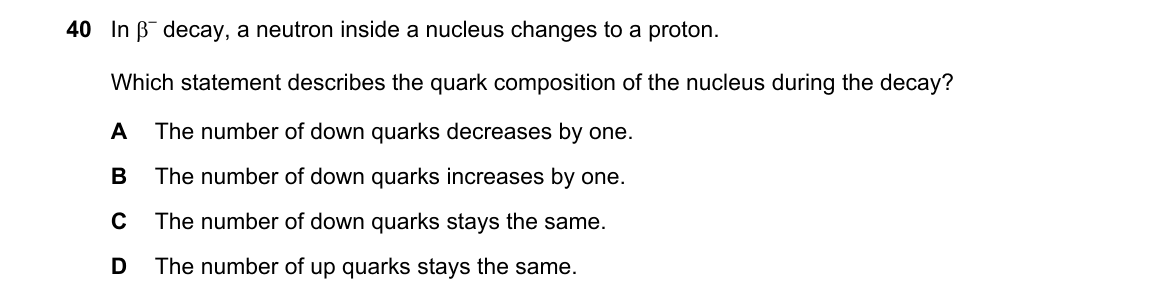 40 In β⁻ decay, a neutron inside a nucleus changes to a proton.
Which statement describes the quark composition of the nucleus during the decay?
A The number of down quarks decreases by one.
B The number of down quarks increases by one.
C The number of down quarks stays the same.
D The number of up quarks stays the same.